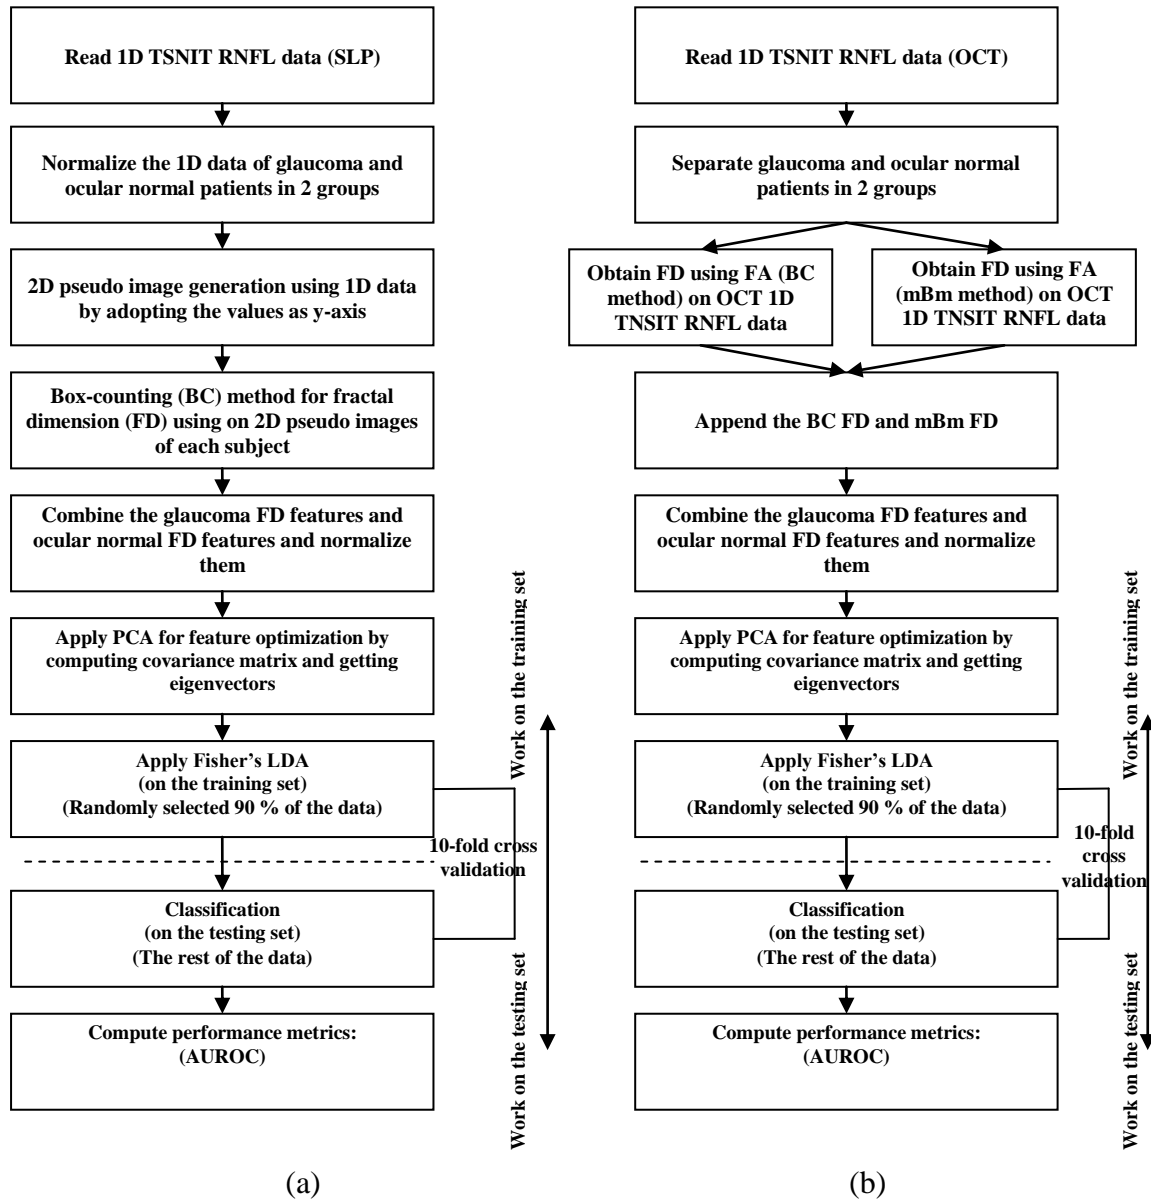 Read 1D TSNIT RNFL data (SLP)
Normalize the 1D data of glaucoma and
ocular normal patients in 2 groups
2D pseudo image generation using 1D data
by adopting the values as y-axis
Box-counting (BC) method for fractal
dimension (FD) using on 2D pseudo images
of each subject
Combine the glaucoma FD features and
ocular normal FD features and normalize
them
Apply PCA for feature optimization by
computing covariance matrix and getting
eigenvectors
Apply Fisher's LDA
(on the training set)
(Randomly selected 90 % of the data)
10-fold cross
validation
Classification
(on the testing set)
(The rest of the data)
Compute performance metrics:
(AUROC)
Work on the training set
Work on the testing set
(a)
Read 1D TSNIT RNFL data (OCT)
Separate glaucoma and ocular normal
patients in 2 groups
Obtain FD using FA (BC
method) on OCT 1D
TNSIT RNFL data
Obtain FD using FA
(mBm method) on OCT
1D TNSIT RNFL data
Append the BC FD and mBm FD
Combine the glaucoma FD features and
ocular normal FD features and normalize
them
Apply PCA for feature optimization by
computing covariance matrix and getting
eigenvectors
Apply Fisher's LDA
(on the training set)
(Randomly selected 90 % of the data)
10-fold
cross
validation
Classification
(on the testing set)
(The rest of the data)
Compute performance metrics:
(AUROC)
Work on the training set
Work on the testing set
(b)